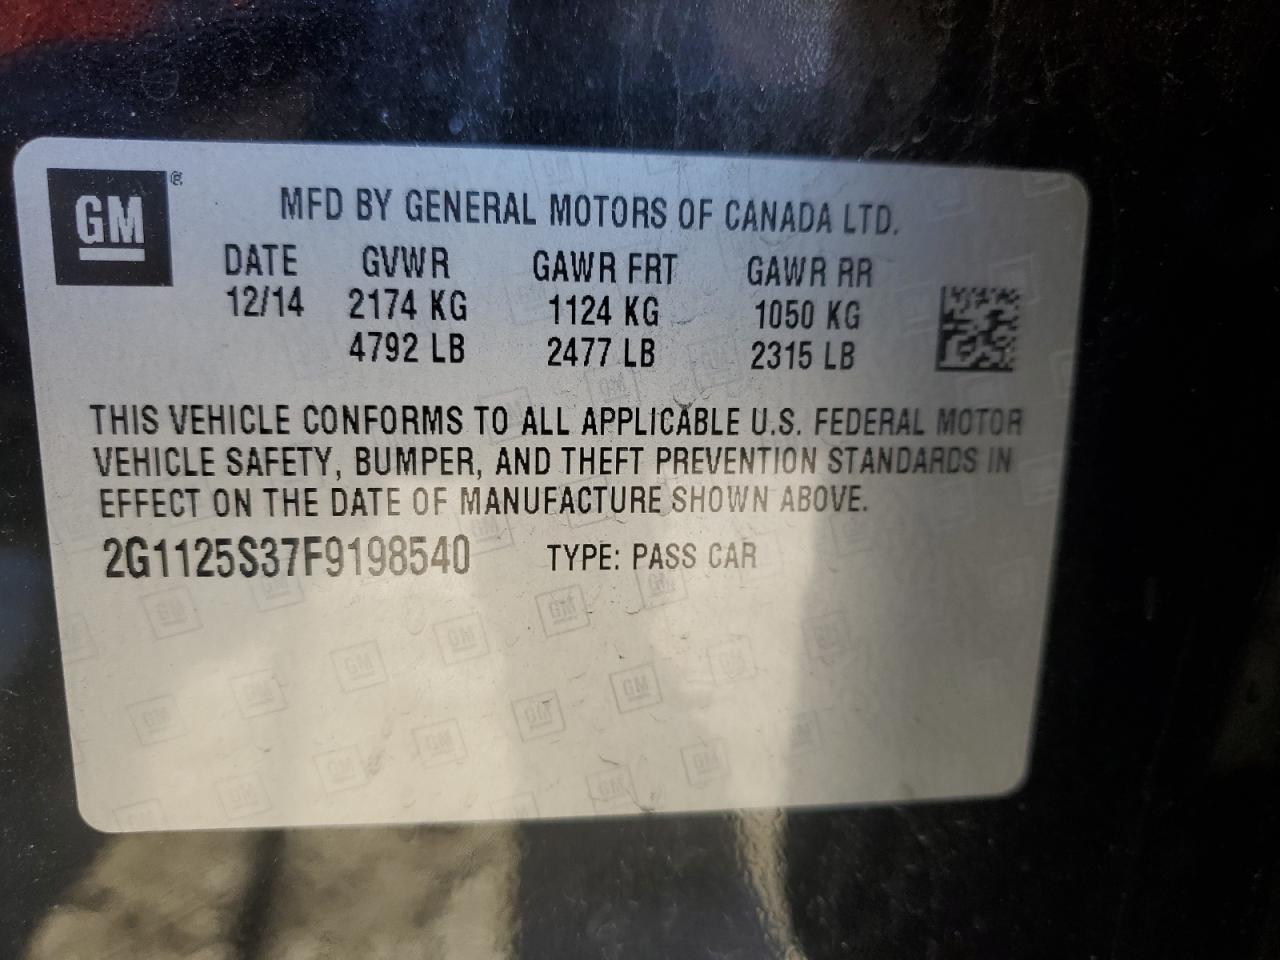 GM
MFD BY GENERAL MOTORS OF CANADA LTD.
DATE GVWR GAWR FRT GAWR RR
12/14 2174 KG 1124 KG 1050 KG
4792 LB 2477 LB 2315 LB
THIS VEHICLE CONFORMS TO ALL APPLICABLE U.S. FEDERAL MOTOR
VEHICLE SAFETY, BUMPER, AND THEFT PREVENTION STANDARDS IN
EFFECT ON THE DATE OF MANUFACTURE SHOWN ABOVE.
2G1125S37F9198540 TYPE: PASS CAR